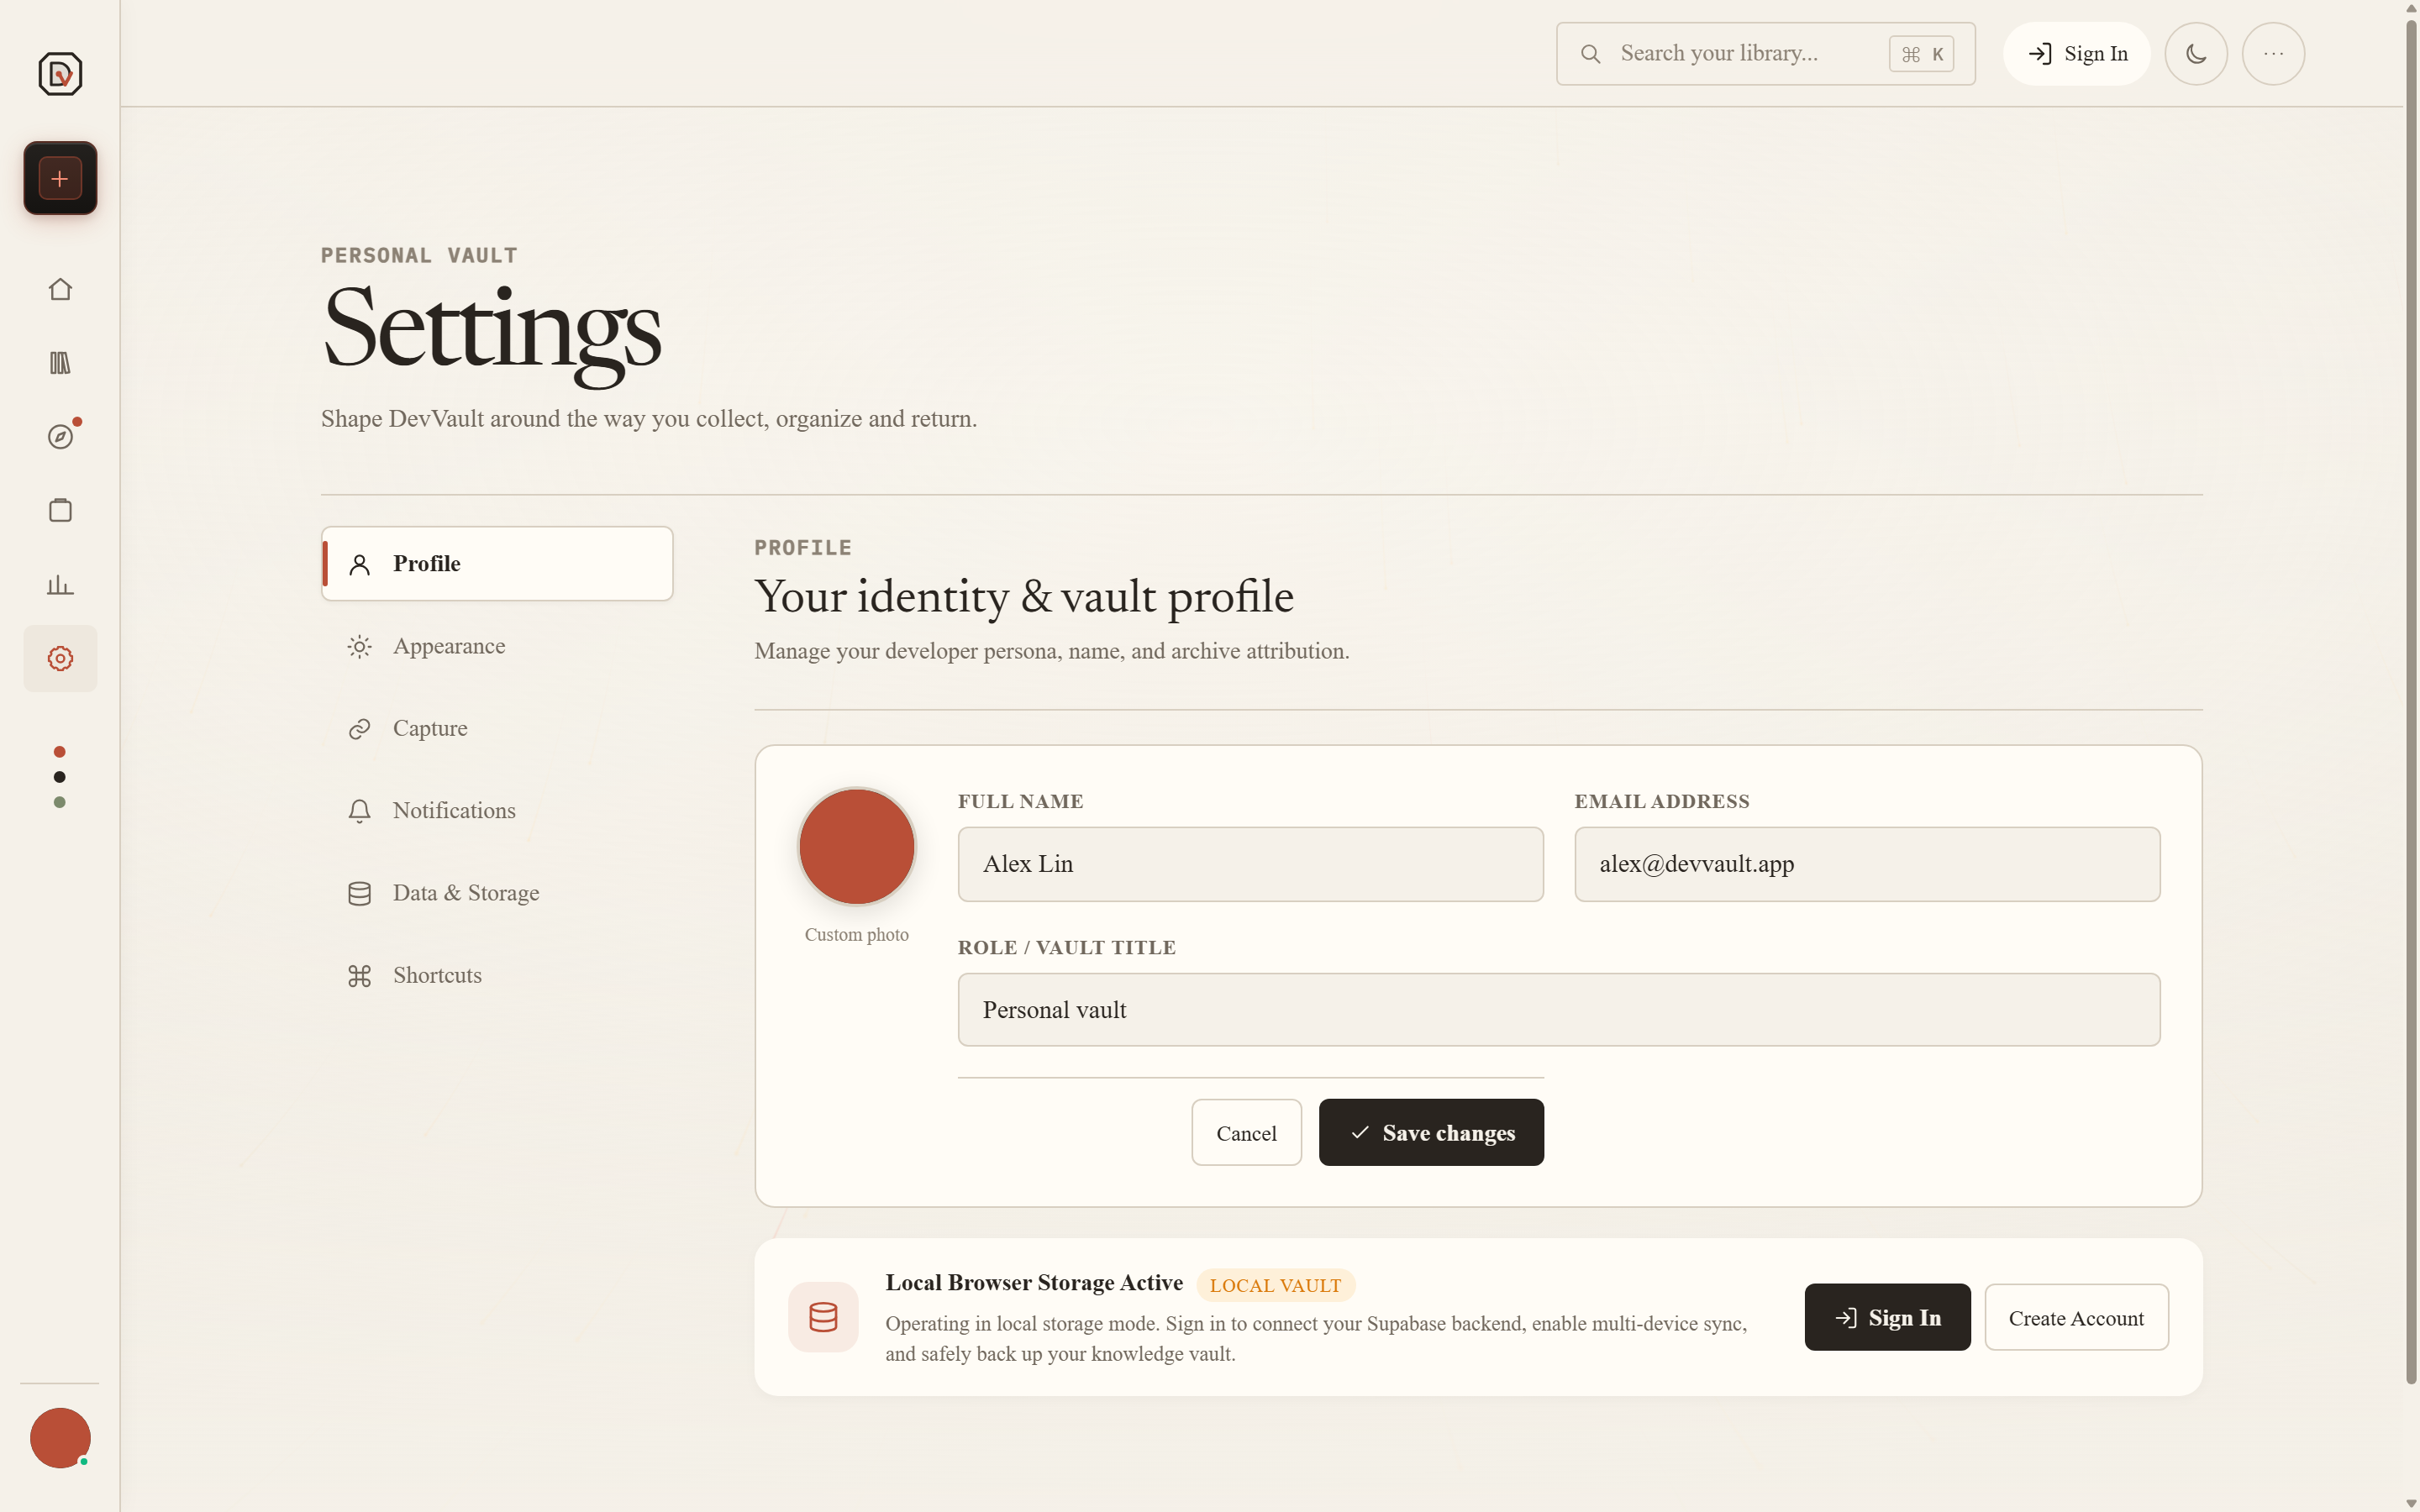 Search your library...
⌘ K
Sign In
...
PERSONAL VAULT
Settings
Shape DevVault around the way you collect, organize and return.
Profile
Appearance
Capture
Notifications
Data & Storage
Shortcuts
PROFILE
Your identity & vault profile
Manage your developer persona, name, and archive attribution.
Custom photo
FULL NAME
Alex Lin
EMAIL ADDRESS
alex@devvault.app
ROLE / VAULT TITLE
Personal vault
Cancel
Save changes
Local Browser Storage Active
LOCAL VAULT
Operating in local storage mode. Sign in to connect your Supabase backend, enable multi-device sync,
and safely back up your knowledge vault.
Sign In
Create Account